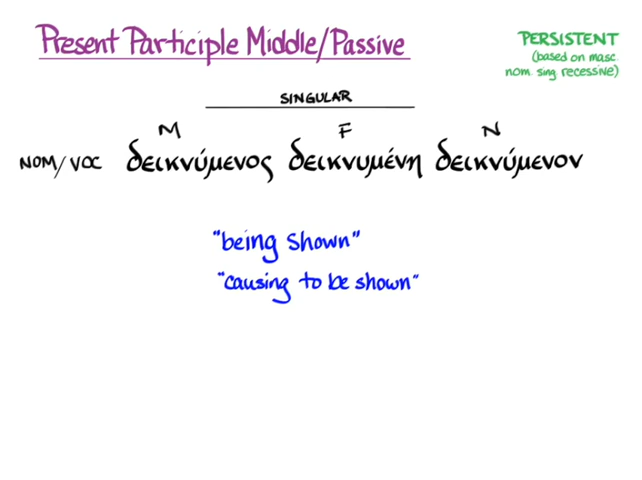 Present Participle Middle/Passive
PERSISTENT
(based on masc.
nom. sing recessive)
SINGULAR
M F N
NOM/VOC δεικνύμενος δεικνυμένη δεικνύμενον
"being shown"
"causing to be shown"